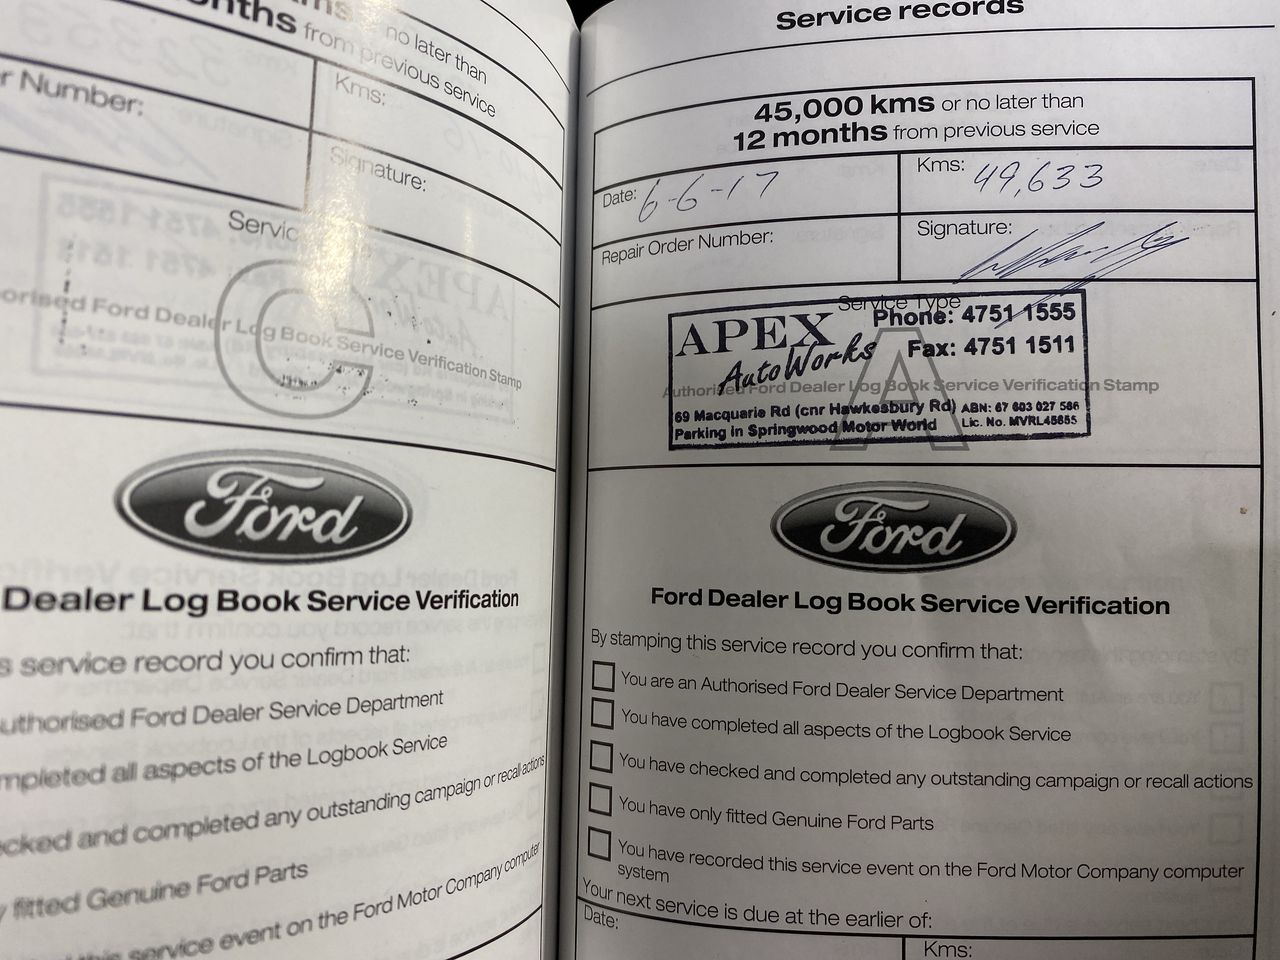 ms no later than
nths from previous service
r Number:
Kms:
Signature:
Servic
C
orised Ford Dealer Log Book Service Verification Stamp
Ford
Dealer Log Book Service Verification
s service record you confirm that:
uthorised Ford Dealer Service Department
mpleted all aspects of the Logbook Service
cked and completed any outstanding campaign or recall actions
y fitted Genuine Ford Parts
this service event on the Ford Motor Company computer
Service records
45,000 kms or no later than
12 months from previous service
Date: 6-6-17
Kms: 49,633
Repair Order Number:
Signature:
Service Type
A
Authorised Ford Dealer Log Book Service Verification Stamp
APEX Phone: 4751 1555
AutoWorks Fax: 4751 1511
69 Macquarie Rd (cnr Hawkesbury Rd) ABN: 67 603 027 586
Parking in Springwood Motor World Lic. No. MVRL45855
Ford
Ford Dealer Log Book Service Verification
By stamping this service record you confirm that:
You are an Authorised Ford Dealer Service Department
You have completed all aspects of the Logbook Service
You have checked and completed any outstanding campaign or recall actions
You have only fitted Genuine Ford Parts
You have recorded this service event on the Ford Motor Company computer
system
Your next service is due at the earlier of:
Date:
Kms: